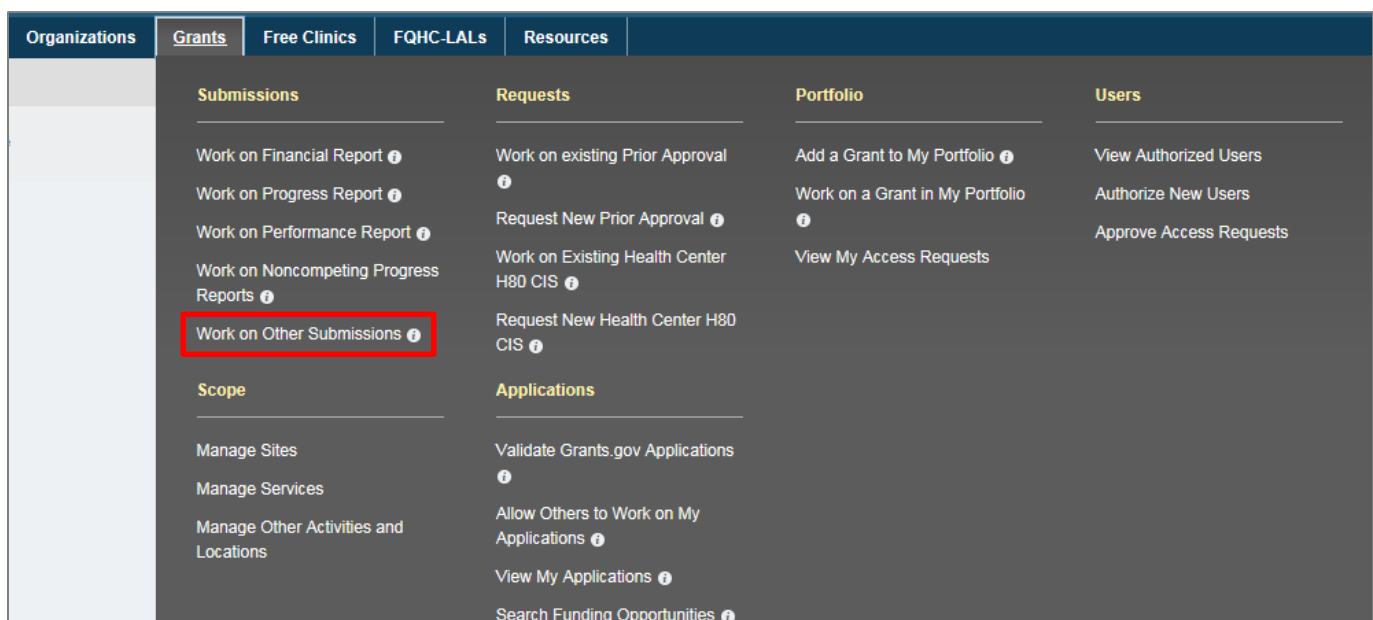 Organizations Grants Free Clinics FQHC-LALs Resources
Submissions
Work on Financial Report
Work on Progress Report
Work on Performance Report
Work on Noncompeting Progress
Reports
Work on Other Submissions
Requests
Work on existing Prior Approval
Request New Prior Approval
Work on Existing Health Center
H80 CIS
Request New Health Center H80
CIS
Portfolio
Add a Grant to My Portfolio
Work on a Grant in My Portfolio
View My Access Requests
Users
View Authorized Users
Authorize New Users
Approve Access Requests
Scope
Manage Sites
Manage Services
Manage Other Activities and
Locations
Applications
Validate Grants.gov Applications
Allow Others to Work on My
Applications
View My Applications
Search Funding Opportunities